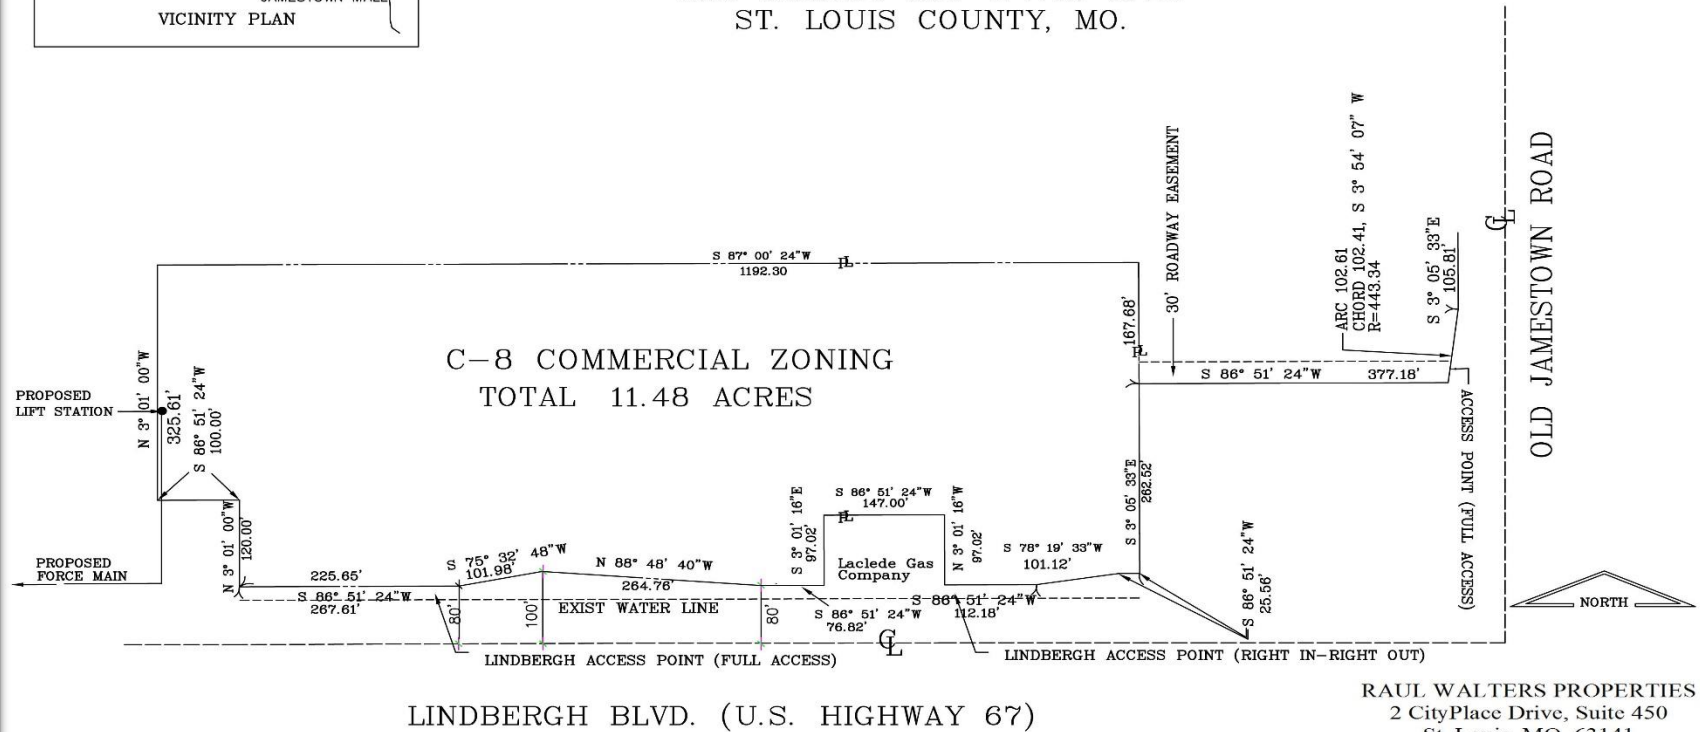 JAMESTOWN MALL
VICINITY PLAN
ST. LOUIS COUNTY, MO.
S 87° 00' 24"W
1192.30
PL
C-8 COMMERCIAL ZONING
TOTAL 11.48 ACRES
PROPOSED
LIFT STATION
N 3° 01' 00"W
325.61'
S 86° 51' 24"W
100.00'
N 3° 01' 00"W
120.00'
PROPOSED
FORCE MAIN
225.65'
S 86° 51' 24"W
267.61'
S 75° 32' 48"W
101.98'
N 88° 48' 40"W
264.76'
EXIST WATER LINE
80'
100'
80'
S 3° 01' 16"E
97.02'
S 86° 51' 24"W
147.00'
PL
Laclede Gas
Company
N 3° 01' 16"W
97.02'
S 86° 51' 24"W
76.82'
S 86° 51' 24"W
112.18'
S 78° 19' 33"W
101.12'
S 3° 05' 33"E
262.52'
S 86° 51' 24"W
25.56'
167.68'
PL
30' ROADWAY EASEMENT
S 86° 51' 24"W 377.18'
ARC 102.61
CHORD 102.41, S 3° 54' 07" W
R=443.34
S 3° 05' 33"E
105.81'
CL
OLD JAMESTOWN ROAD
ACCESS POINT (FULL ACCESS)
NORTH
CL
LINDBERGH ACCESS POINT (FULL ACCESS)
LINDBERGH ACCESS POINT (RIGHT IN-RIGHT OUT)
LINDBERGH BLVD. (U.S. HIGHWAY 67)
RAUL WALTERS PROPERTIES
2 CityPlace Drive, Suite 450
St. Louis, MO. 63141